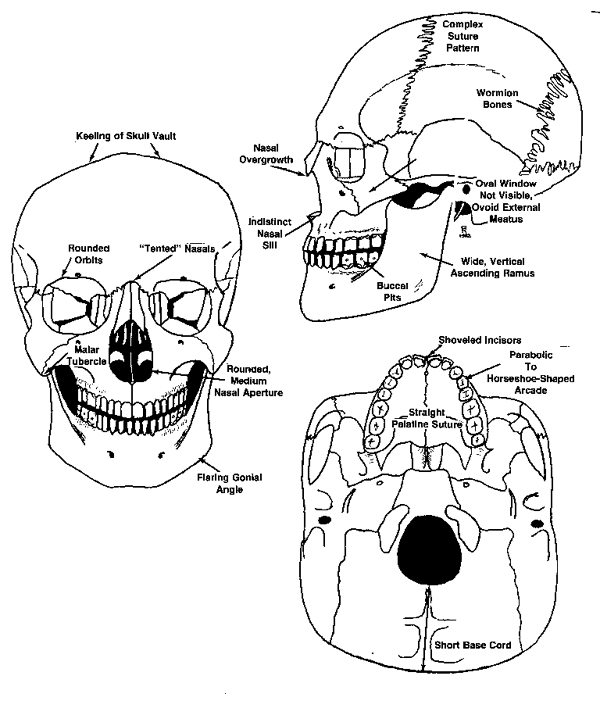 Complex
Suture
Pattern
Wormion
Bones
Keeling of Skull Vault
Nasal
Overgrowth
Oval Window
Not Visible,
Ovoid External
Meatus
Indistinct
Nasal
Sill
Rounded
Orbits
"Tented" Nasals
Wide, Vertical
Ascending Ramus
Buccal
Pits
Malar
Tubercle
Rounded,
Medium
Nasal Aperture
Shoveled Incisors
Parabolic
To
Horseshoe-Shaped
Arcade
Straight
Palatine Suture
Flaring Gonial
Angle
Short Base Cord